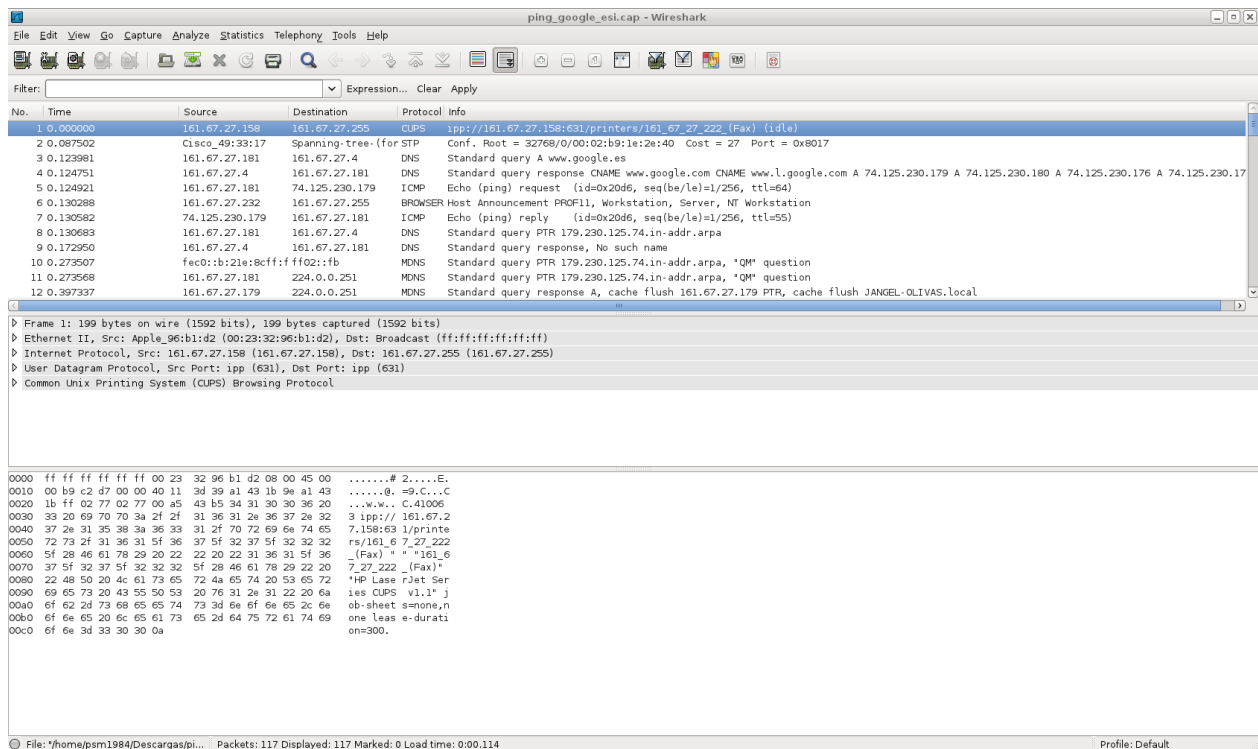 ping_google_esi.cap - Wireshark
File Edit View Go Capture Analyze Statistics Telephony Tools Help
Filter: Expression... Clear Apply
No. Time Source Destination Protocol Info
1 0.000000 161.67.27.158 161.67.27.255 CUPS ipp://161.67.27.158:631/printers/161_67_27_222_(Fax) (idle)
2 0.087502 Cisco_49:33:17 Spanning-tree-(for STP Conf. Root = 32768/0/00:02:b9:1e:2e:40 Cost = 27 Port = 0x8017
3 0.123981 161.67.27.181 161.67.27.4 DNS Standard query A www.google.es
4 0.124751 161.67.27.4 161.67.27.181 DNS Standard query response CNAME www.google.com CNAME www.l.google.com A 74.125.230.179 A 74.125.230.180 A 74.125.230.176 A 74.125.230.17
5 0.124921 161.67.27.181 74.125.230.179 ICMP Echo (ping) request (id=0x20d6, seq(be/le)=1/256, ttl=64)
6 0.130288 161.67.27.232 161.67.27.255 BROWSER Host Announcement PROF11, Workstation, Server, NT Workstation
7 0.130582 74.125.230.179 161.67.27.181 ICMP Echo (ping) reply (id=0x20d6, seq(be/le)=1/256, ttl=55)
8 0.130683 161.67.27.181 161.67.27.4 DNS Standard query PTR 179.230.125.74.in-addr.arpa
9 0.172950 161.67.27.4 161.67.27.181 DNS Standard query response, No such name
10 0.273507 fec0::b:21e:8cff:f ff02::fb MDNS Standard query PTR 179.230.125.74.in-addr.arpa, "QM" question
11 0.273568 161.67.27.181 224.0.0.251 MDNS Standard query PTR 179.230.125.74.in-addr.arpa, "QM" question
12 0.397337 161.67.27.179 224.0.0.251 MDNS Standard query response A, cache flush 161.67.27.179 PTR, cache flush JANGEL-OLIVAS.local
Frame 1: 199 bytes on wire (1592 bits), 199 bytes captured (1592 bits)
Ethernet II, Src: Apple_96:b1:d2 (00:23:32:96:b1:d2), Dst: Broadcast (ff:ff:ff:ff:ff:ff)
Internet Protocol, Src: 161.67.27.158 (161.67.27.158), Dst: 161.67.27.255 (161.67.27.255)
User Datagram Protocol, Src Port: ipp (631), Dst Port: ipp (631)
Common Unix Printing System (CUPS) Browsing Protocol
0000 ff ff ff ff ff ff 00 23 32 96 b1 d2 08 00 45 00 .......# 2.....E.
0010 00 b9 c2 d7 00 00 40 11 3d 39 a1 43 1b 9e a1 43 ......@. =9.C...C
0020 1b ff 02 77 02 77 00 a5 43 b5 34 31 30 30 36 20 ...w.w.. C.41006
0030 33 20 69 70 70 3a 2f 2f 31 36 31 2e 36 37 2e 32 3 ipp:// 161.67.2
0040 37 2e 31 35 38 3a 36 33 31 2f 70 72 69 6e 74 65 7.158:63 1/printe
0050 72 73 2f 31 36 31 5f 36 37 5f 32 37 5f 32 32 32 rs/161_6 7_27_222
0060 5f 28 46 61 78 29 20 22 22 20 22 31 36 31 5f 36 _(Fax) " " "161_6
0070 37 5f 32 37 5f 32 32 32 5f 28 46 61 78 29 22 20 7_27_222 _(Fax)"
0080 22 48 50 20 4c 61 73 65 72 4a 65 74 20 53 65 72 "HP Lase rJet Ser
0090 69 65 73 20 43 55 50 53 20 76 31 2e 31 22 20 6a ies CUPS v1.1" j
00a0 6f 62 2d 73 68 65 65 74 73 3d 6e 6f 6e 65 2c 6e ob-sheet s=none,n
00b0 6f 6e 65 20 6c 65 61 73 65 2d 64 75 72 61 74 69 one leas e-durati
00c0 6f 6e 3d 33 30 30 0a on=300.
File: "/home/psm1984/Descargas/pi... Packets: 117 Displayed: 117 Marked: 0 Load time: 0:00.114 Profile: Default